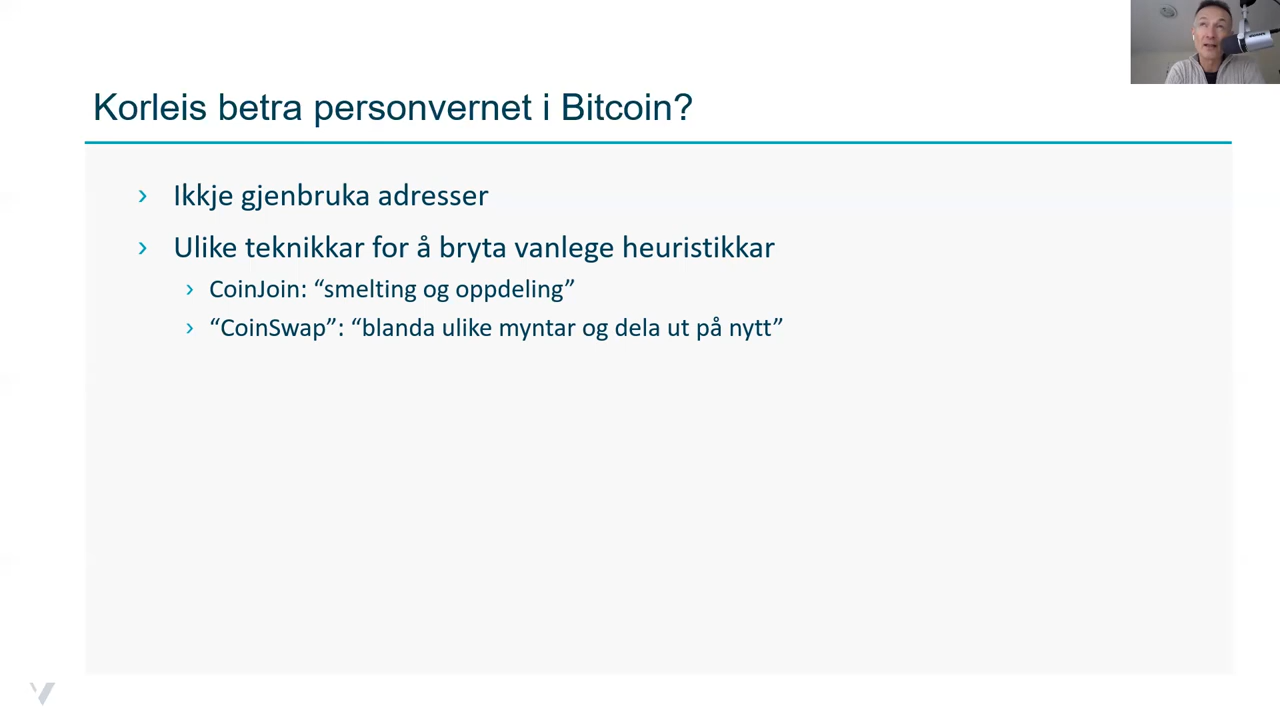 Korleis betra personvernet i Bitcoin?
› Ikkje gjenbruka adresser
› Ulike teknikkar for å bryta vanlege heuristikkar
› CoinJoin: “smelting og oppdeling”
› “CoinSwap”: “blanda ulike myntar og dela ut på nytt”